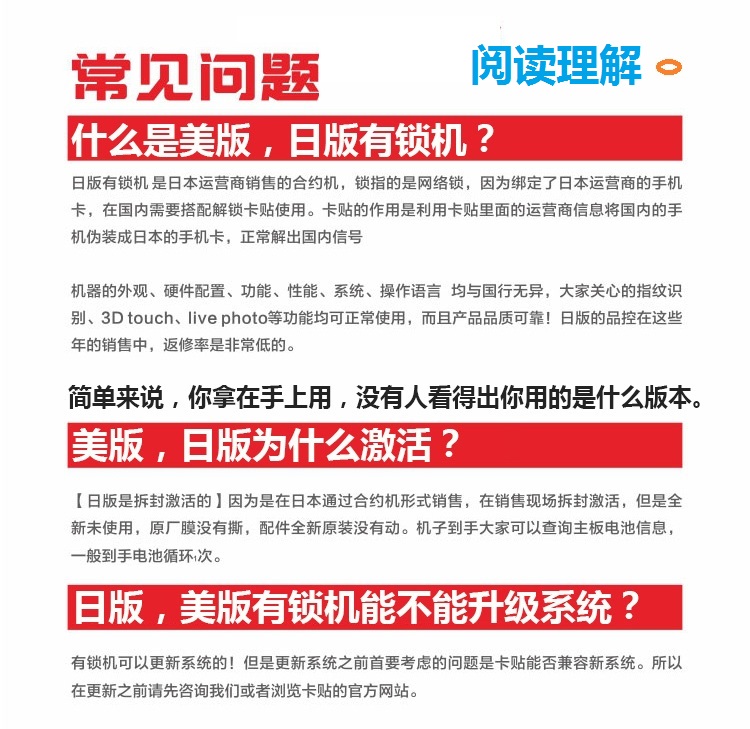 常见问题
阅读理解
什么是美版，日版有锁机？
日版有锁机是日本运营商销售的合约机，锁指的是网络锁，因为绑定了日本运营商的手机
卡，在国内需要搭配解锁卡贴使用。卡贴的作用是利用卡贴里面的运营商信息将国内的手
机伪装成日本的手机卡，正常解出国内信号
机器的外观、硬件配置、功能、性能、系统、操作语言 均与国行无异，大家关心的指纹识
别、3D touch、live photo等功能均可正常使用，而且产品品质可靠！日版的品控在这些
年的销售中，返修率是非常低的。
简单来说，你拿在手上用，没有人看得出你用的是什么版本。
美版，日版为什么激活？
【日版是拆封激活的】因为是在日本通过合约机形式销售，在销售现场拆封激活，但是全
新未使用，原厂膜没有撕，配件全新原装没有动。机子到手大家可以查询主板电池信息，
一般到手电池循环次。
日版，美版有锁机能不能升级系统？
有锁机可以更新系统的！但是更新系统之前首要考虑的问题是卡贴能否兼容新系统。所以
在更新之前请先咨询我们或者浏览卡贴的官方网站。